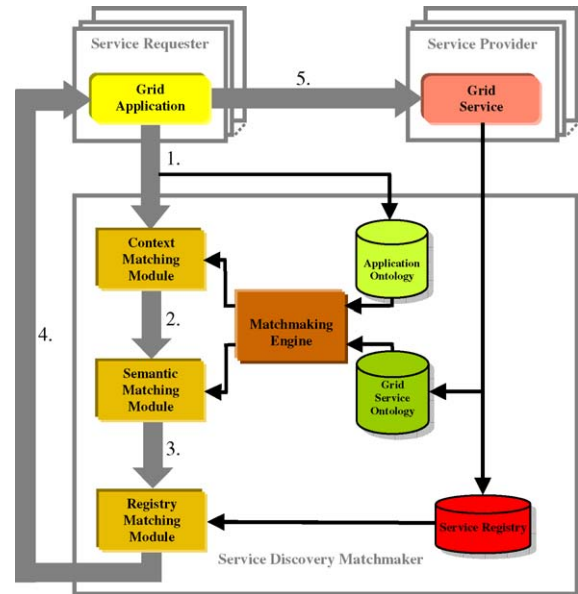 Service Requester
Service Provider
5.
Grid
Application
Grid
Service
1.
Context
Matching
Module
Application
Ontology
4.
2.
Matchmaking
Engine
Semantic
Matching
Module
Grid
Service
Ontology
3.
Registry
Matching
Module
Service Registry
Service Discovery Matchmaker